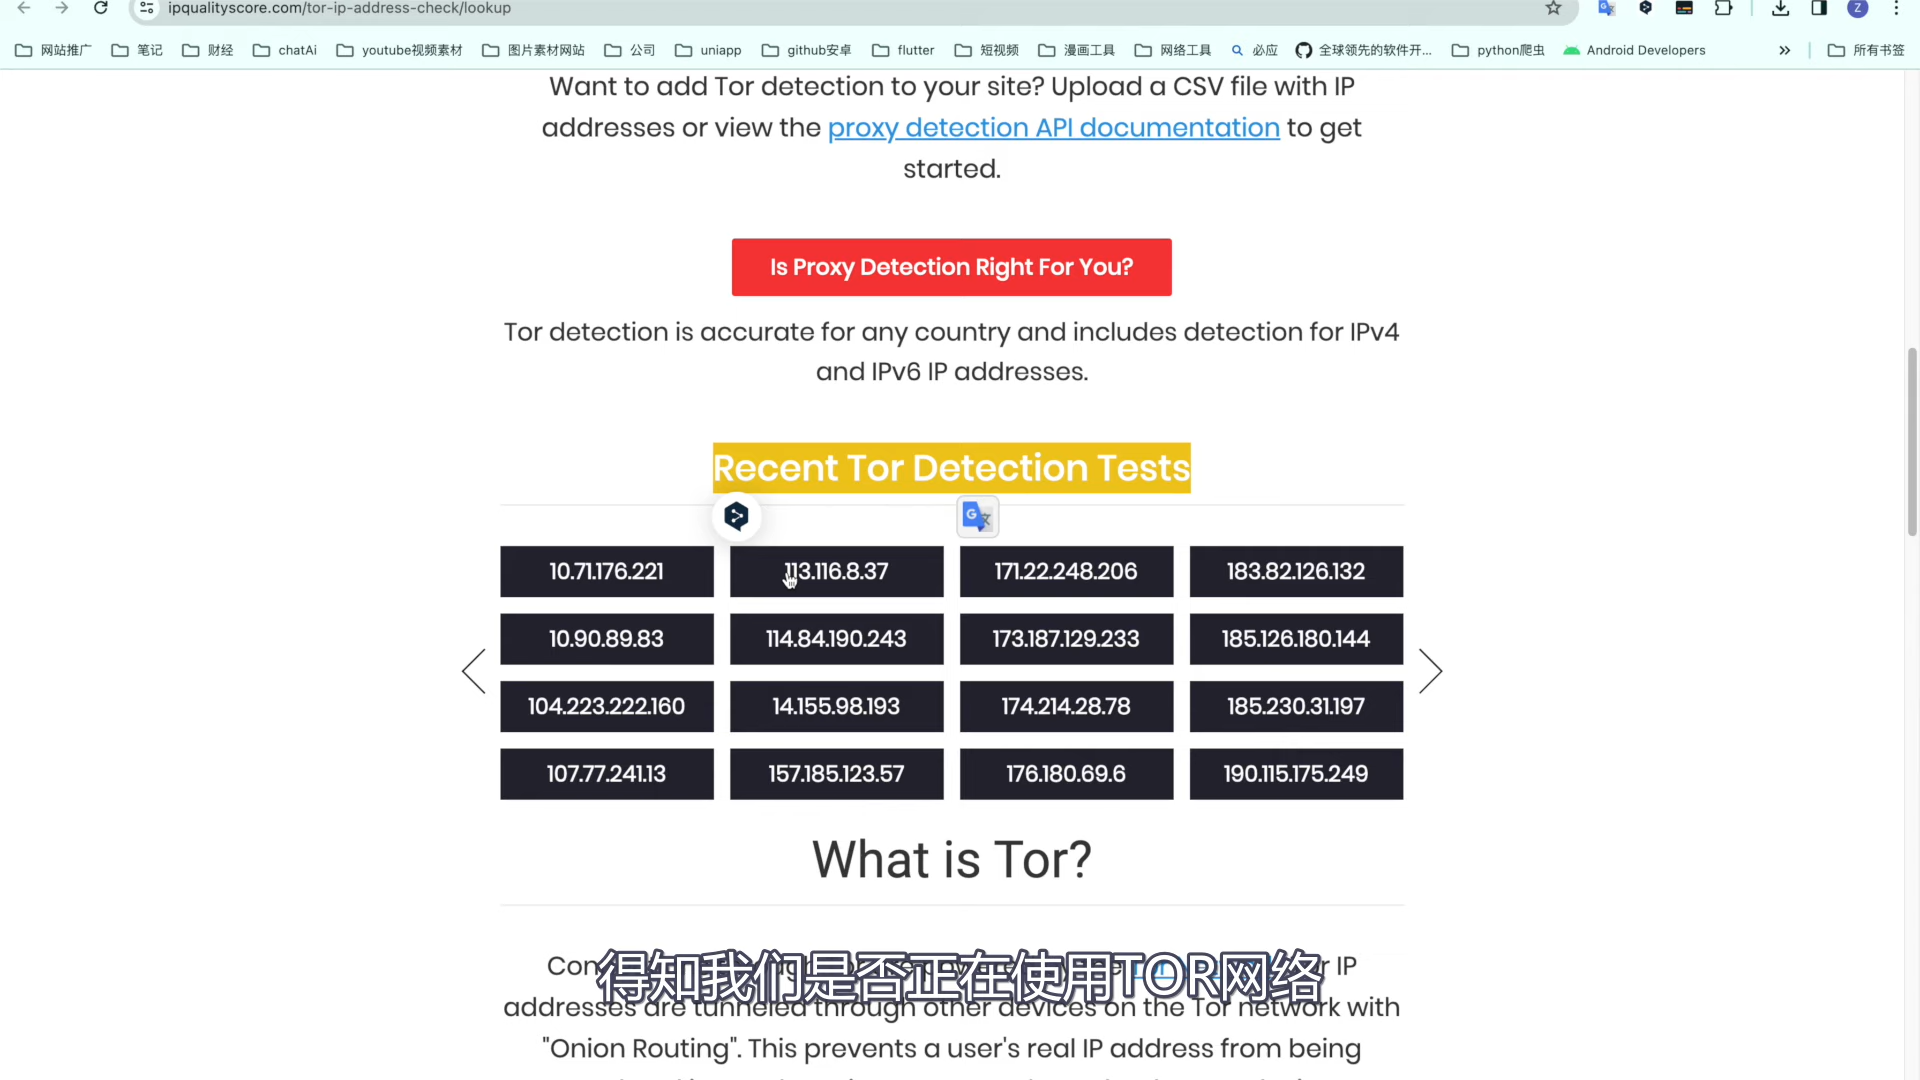 ipqualityscore.com/tor-ip-address-check/lookup
Z
网站推广 笔记 财经 chatAi youtube视频素材 图片素材网站 公司 uniapp github安卓 flutter 短视频 漫画工具 网络工具 必应 全球领先的软件开... python爬虫 Android Developers » 所有书签
Want to add Tor detection to your site? Upload a CSV file with IP
addresses or view the proxy detection API documentation to get
started.
Is Proxy Detection Right For You?
Tor detection is accurate for any country and includes detection for IPv4
and IPv6 IP addresses.
Recent Tor Detection Tests
10.71.176.221 113.116.8.37 171.22.248.206 183.82.126.132
10.90.89.83 114.84.190.243 173.187.129.233 185.126.180.144
104.223.222.160 14.155.98.193 174.214.28.78 185.230.31.197
107.77.241.13 157.185.123.57 176.180.69.6 190.115.175.249
What is Tor?
得知我们是否正在使用TOR网络
IP
addresses are tunneled through other devices on the Tor network with
"Onion Routing". This prevents a user's real IP address from being